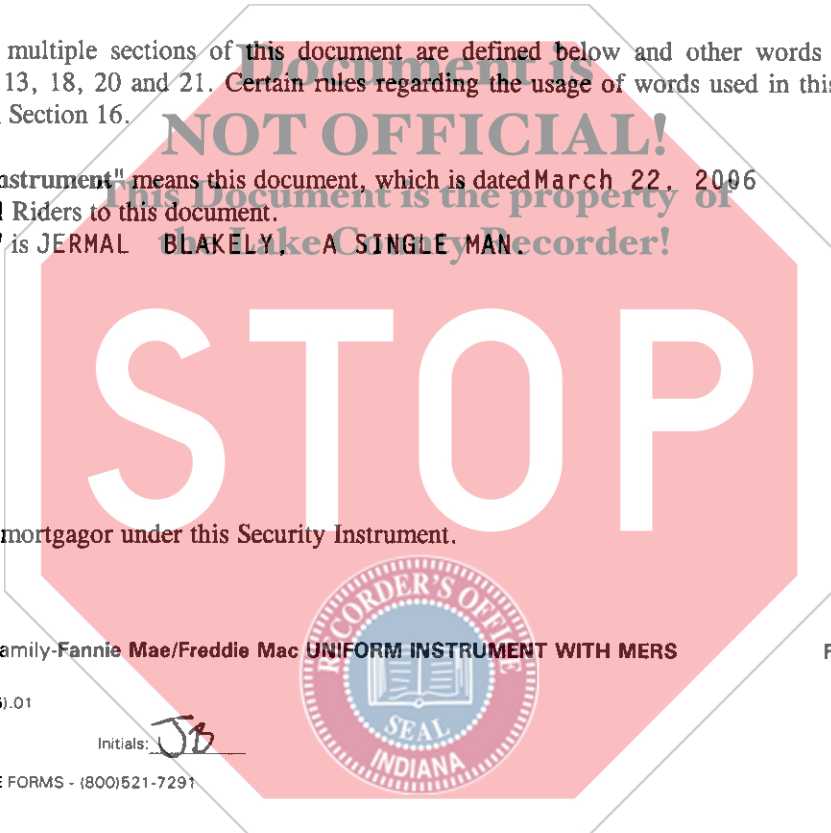 multiple sections of this document are defined below and other words
Document is
13, 18, 20 and 21. Certain rules regarding the usage of words used in this
Section 16.
NOT OFFICIAL!
nstrument" means this document, which is dated March 22, 2006
This Document is the property of
Riders to this document.
is JERMAL BLAKELY, A SINGLE MAN.
the Lake County Recorder!
STOP
mortgagor under this Security Instrument.
RECORDER'S OFFICE
SEAL
INDIANA
amily-Fannie Mae/Freddie Mac UNIFORM INSTRUMENT WITH MERS
).01
Initials: JB
FORMS - (800)521-7291